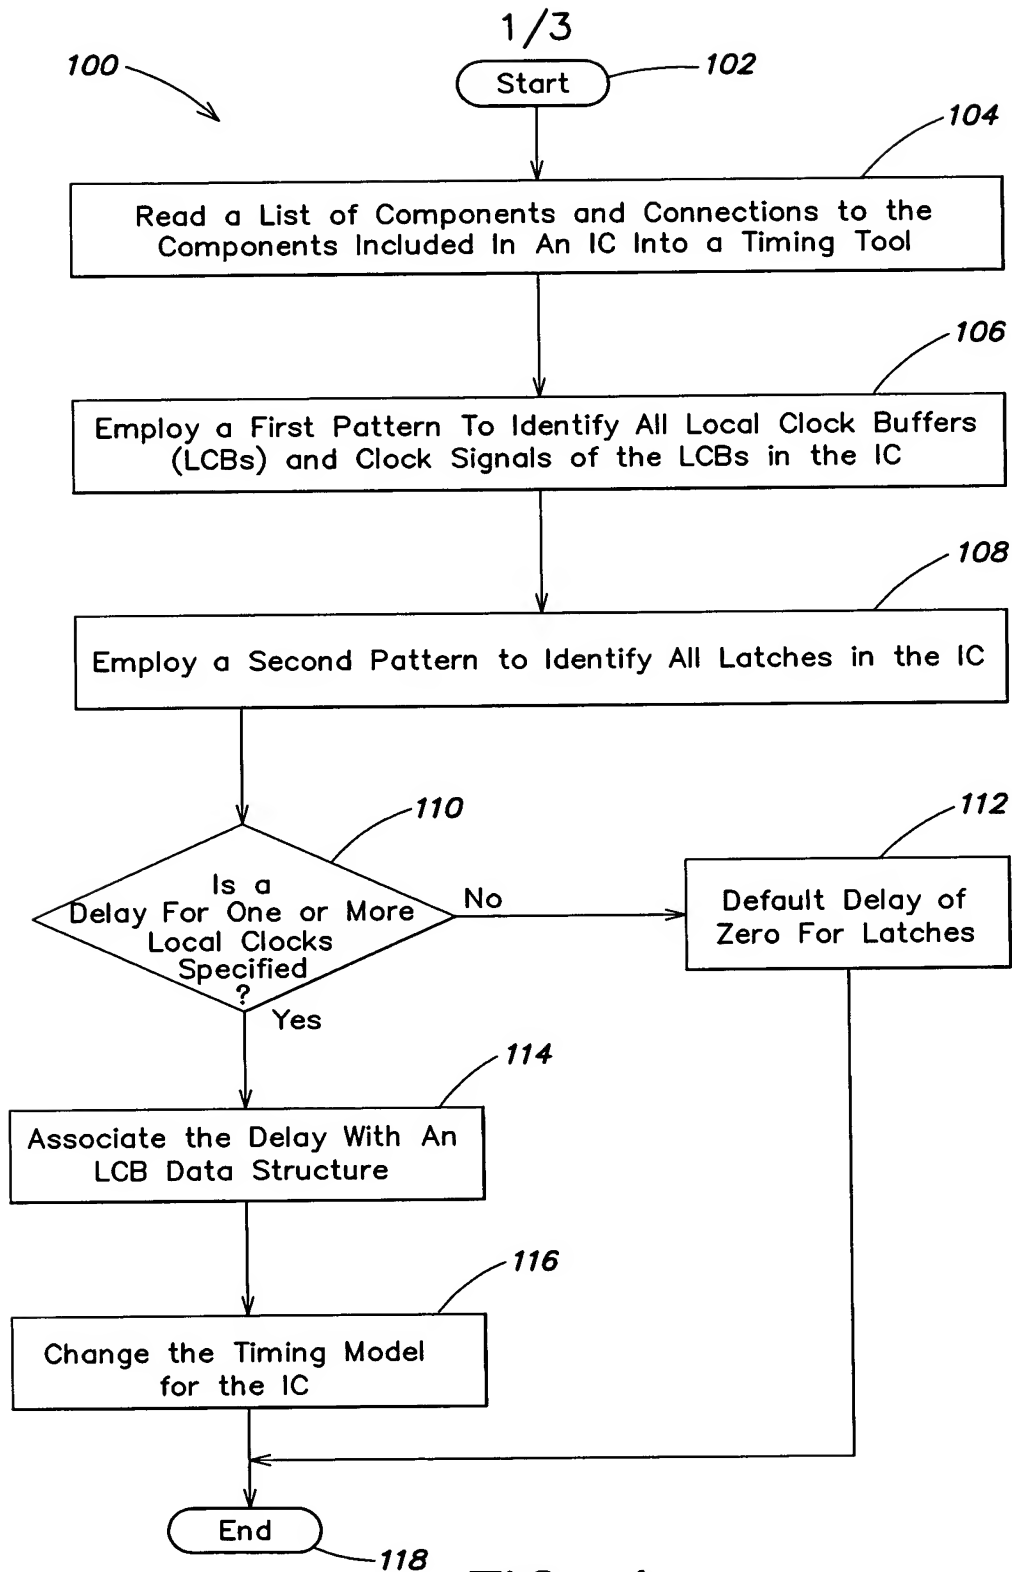 1/3
100
Start
102
104
Read a List of Components and Connections to the
Components Included In An IC Into a Timing Tool
106
Employ a First Pattern To Identify All Local Clock Buffers
(LCBs) and Clock Signals of the LCBs in the IC
108
Employ a Second Pattern to Identify All Latches in the IC
110
Is a
Delay For One or More
Local Clocks
Specified
?
No
Yes
112
Default Delay of
Zero For Latches
114
Associate the Delay With An
LCB Data Structure
116
Change the Timing Model
for the IC
End
118